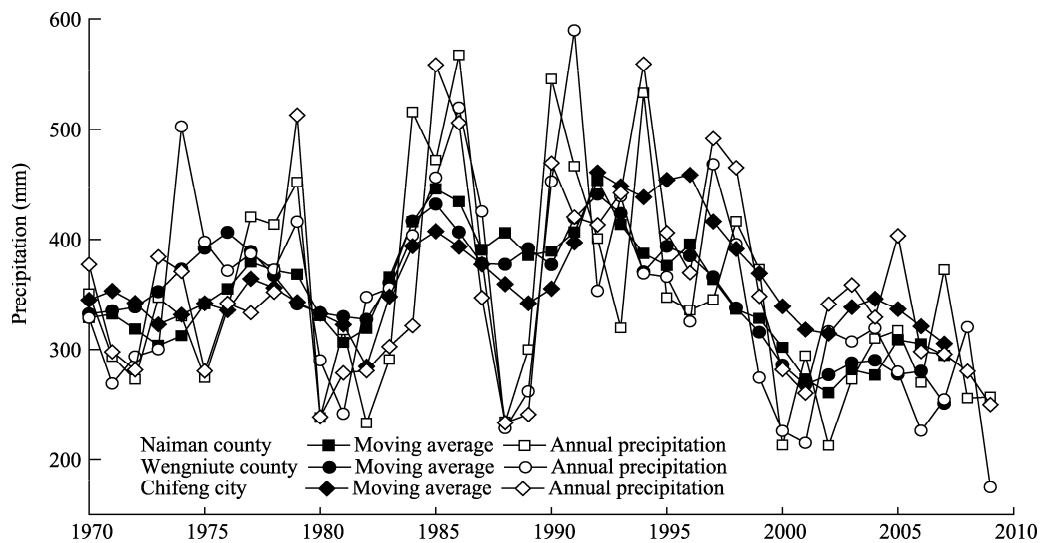 600
500
400
300
200
Precipitation (mm)
Naiman county Moving average Annual precipitation
Wengniute county Moving average Annual precipitation
Chifeng city Moving average Annual precipitation
1970 1975 1980 1985 1990 1995 2000 2005 2010